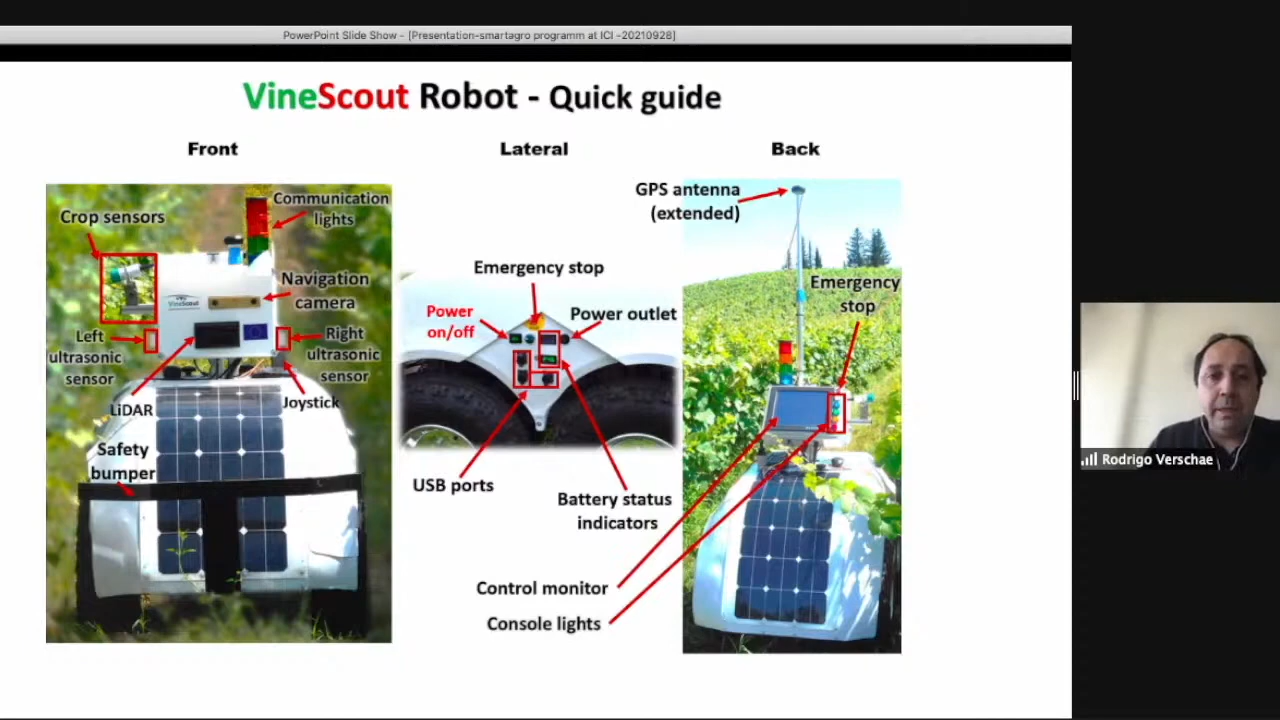 PowerPoint Slide Show - [Presentation-smartagro programm at ICI -20210928]
VineScout Robot - Quick guide
Front
Lateral
Back
Crop sensors
Communication
lights
Navigation
camera
VineScout
Left
ultrasonic
sensor
Right
ultrasonic
sensor
LiDAR
Joystick
Safety
bumper
Emergency stop
Power
on/off
Power outlet
USB ports
Battery status
indicators
Control monitor
Console lights
GPS antenna
(extended)
Emergency
stop
Rodrigo Verschae